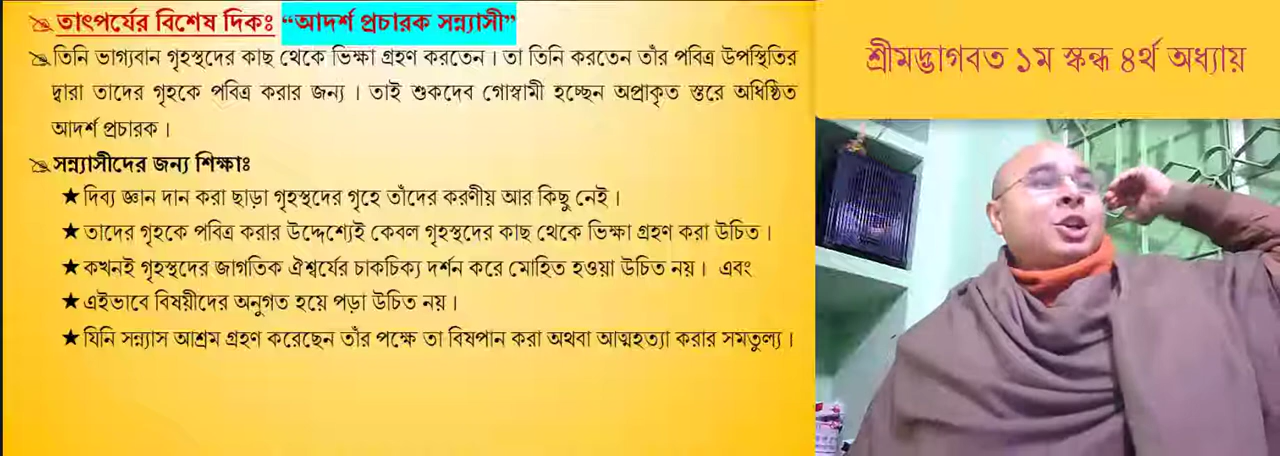 তাৎপর্যের বিশেষ দিকঃ “আদর্শ প্রচারক সন্ন্যাসী”
তিনি ভাগ্যবান গৃহস্থদের কাছ থেকে ভিক্ষা গ্রহণ করতেন। তা তিনি করতেন তাঁর পবিত্র উপস্থিতির
দ্বারা তাদের গৃহকে পবিত্র করার জন্য । তাই শুকদেব গোস্বামী হচ্ছেন অপ্রাকৃত স্তরে অধিষ্ঠিত
আদর্শ প্রচারক।
সন্ন্যাসীদের জন্য শিক্ষাঃ
★ দিব্য জ্ঞান দান করা ছাড়া গৃহস্থদের গৃহে তাঁদের করণীয় আর কিছু নেই।
★ তাদের গৃহকে পবিত্র করার উদ্দেশ্যেই কেবল গৃহস্থদের কাছ থেকে ভিক্ষা গ্রহণ করা উচিত।
★ কখনই গৃহস্থদের জাগতিক ঐশ্বর্যের চাকচিক্য দর্শন করে মোহিত হওয়া উচিত নয়। এবং
★ এইভাবে বিষয়ীদের অনুগত হয়ে পড়া উচিত নয়।
★ যিনি সন্ন্যাস আশ্রম গ্রহণ করেছেন তাঁর পক্ষে তা বিষপান করা অথবা আত্মহত্যা করার সমতুল্য।
শ্রীমদ্ভাগবত ১ম স্কন্ধ ৪র্থ অধ্যায়